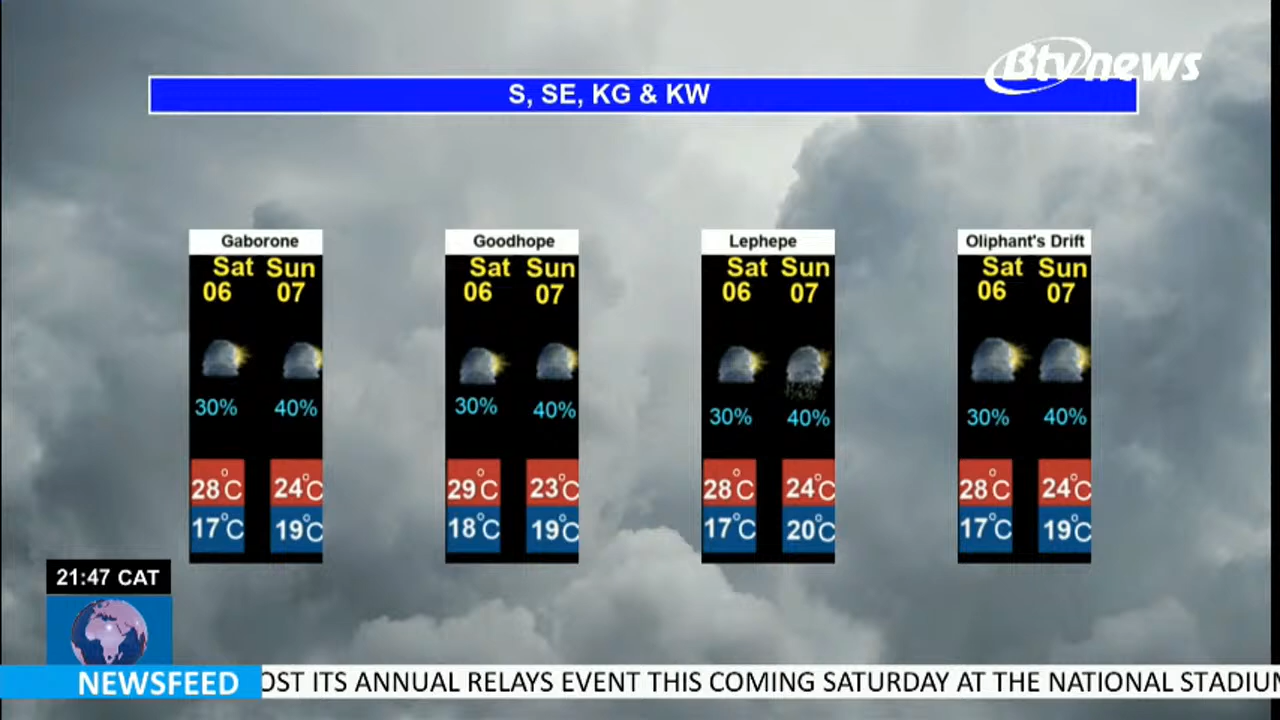 Btv news
S, SE, KG & KW
Gaborone
Sat Sun
06 07
30% 40%
28°C 24°C
17°C 19°C
Goodhope
Sat Sun
06 07
30% 40%
29°C 23°C
18°C 19°C
Lephepe
Sat Sun
06 07
30% 40%
28°C 24°C
17°C 20°C
Oliphant's Drift
Sat Sun
06 07
30% 40%
28°C 24°C
17°C 19°C
21:47 CAT
NEWSFEED
OST ITS ANNUAL RELAYS EVENT THIS COMING SATURDAY AT THE NATIONAL STADIUM